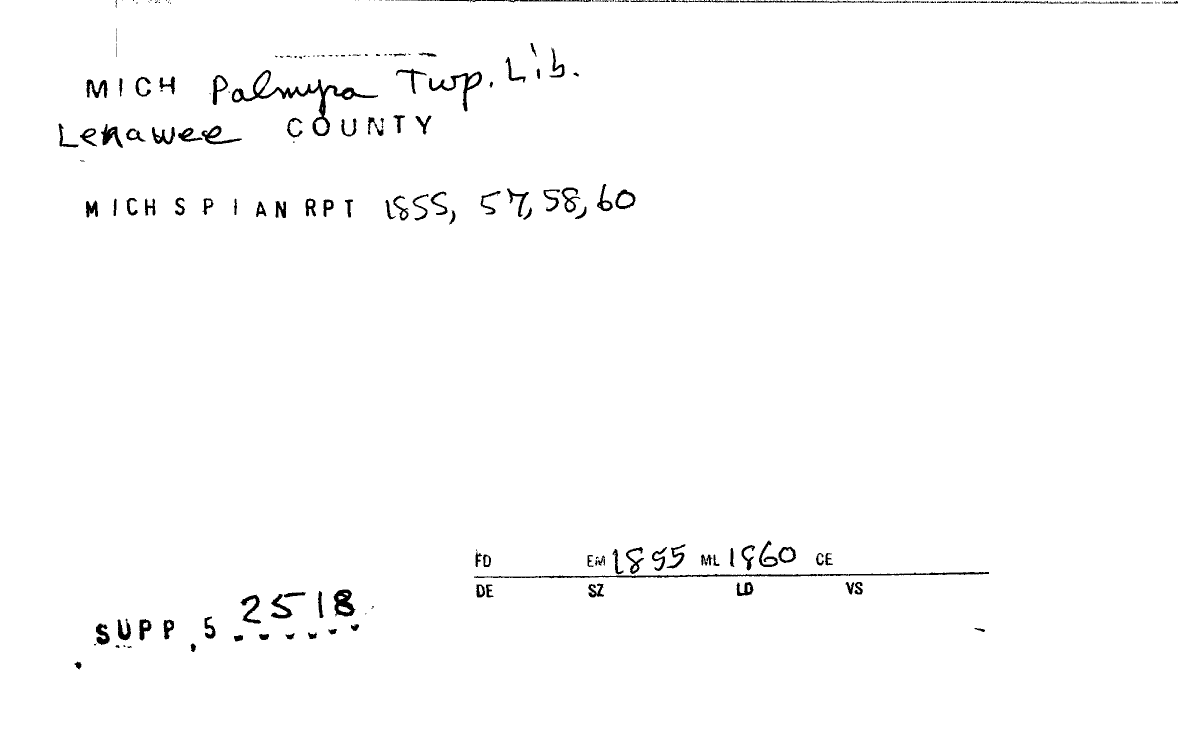 MICH Palmyra Twp. Lib.
Lenawee COUNTY
MICH S P I AN RPT 1855, 57, 58, 60
FD EM 1855 ML 1860 CE
DE SZ LD VS
SUPP, 5 2518